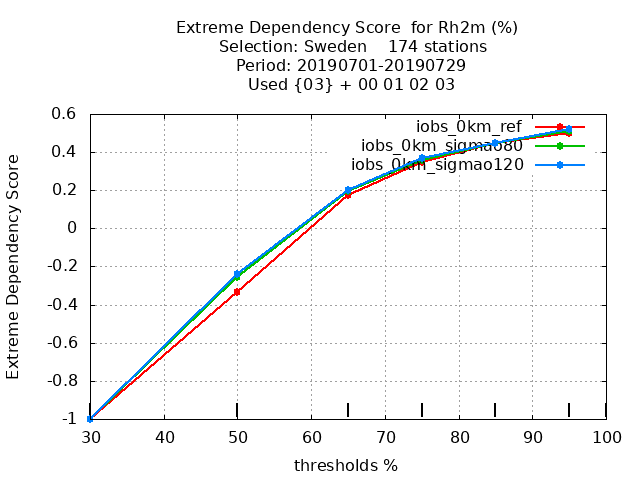 Extreme Dependency Score  for Rh2m (%)
Selection: Sweden    174 stations
Period: 20190701-20190729
Used {03} + 00 01 02 03
iobs_0km_ref
iobs_0km_sigmao80
iobs_0km_sigmao120
Extreme Dependency Score
0.6
0.4
0.2
0
-0.2
-0.4
-0.6
-0.8
-1
30 40 50 60 70 80 90 100
thresholds %